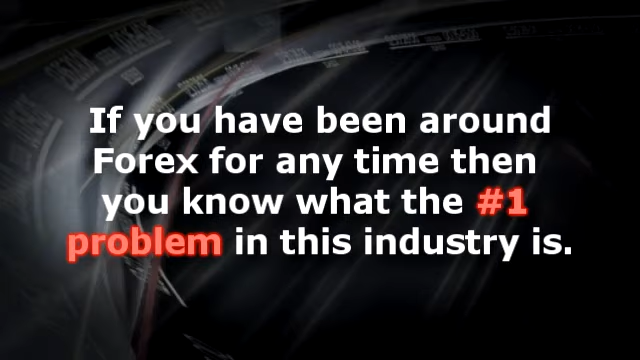 If you have been around
Forex for any time then
you know what the #1
problem in this industry is.